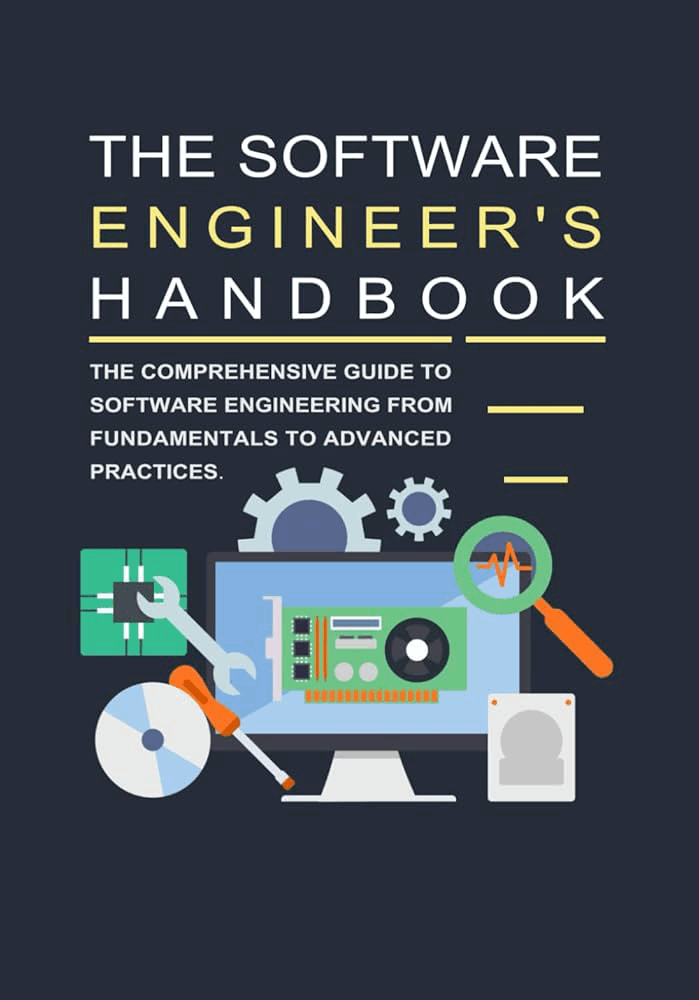 THE SOFTWARE
ENGINEER'S
HANDBOOK
THE COMPREHENSIVE GUIDE TO
SOFTWARE ENGINEERING FROM
FUNDAMENTALS TO ADVANCED
PRACTICES.